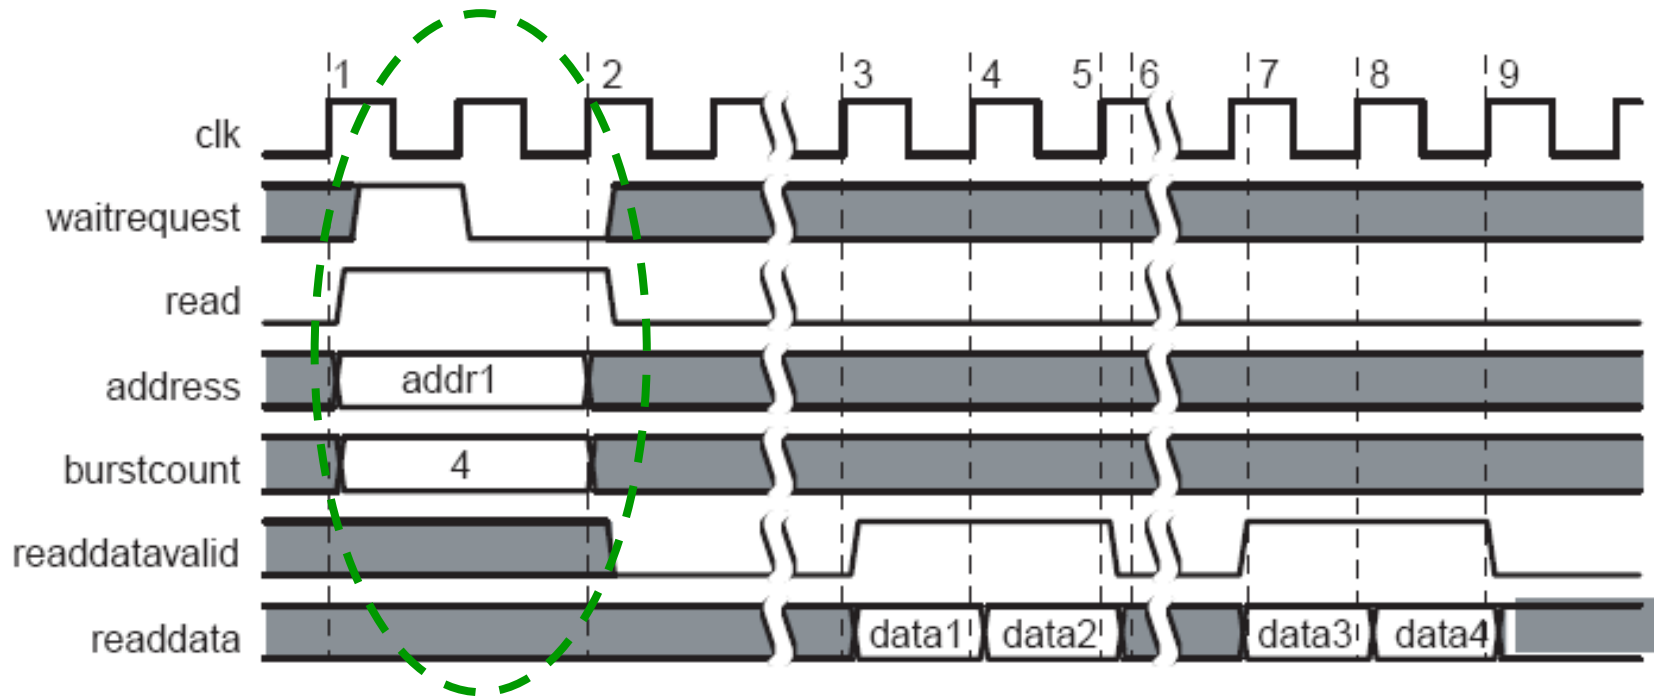 1 2 3 4 5 6 7 8 9
clk
waitrequest
read
address addr1
burstcount 4
readdatavalid
readdata data1 data2 data3 data4